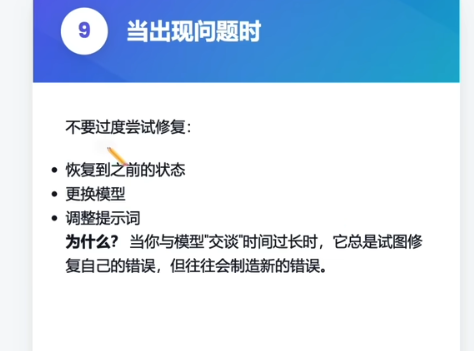 9
当出现问题时
不要过度尝试修复：
• 恢复到之前的状态
• 更换模型
• 调整提示词
为什么？ 当你与模型"交谈"时间过长时，它总是试图修
复自己的错误，但往往会制造新的错误。